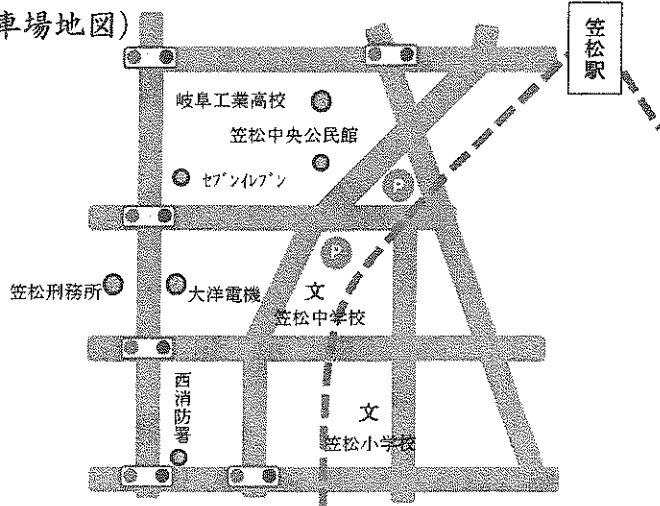 車場地図)
笠松駅
岐阜工業高校
笠松中央公民館
セブンイレブン
P
P
笠松刑務所
大洋電機
文
笠松中学校
西消防署
文
笠松小学校